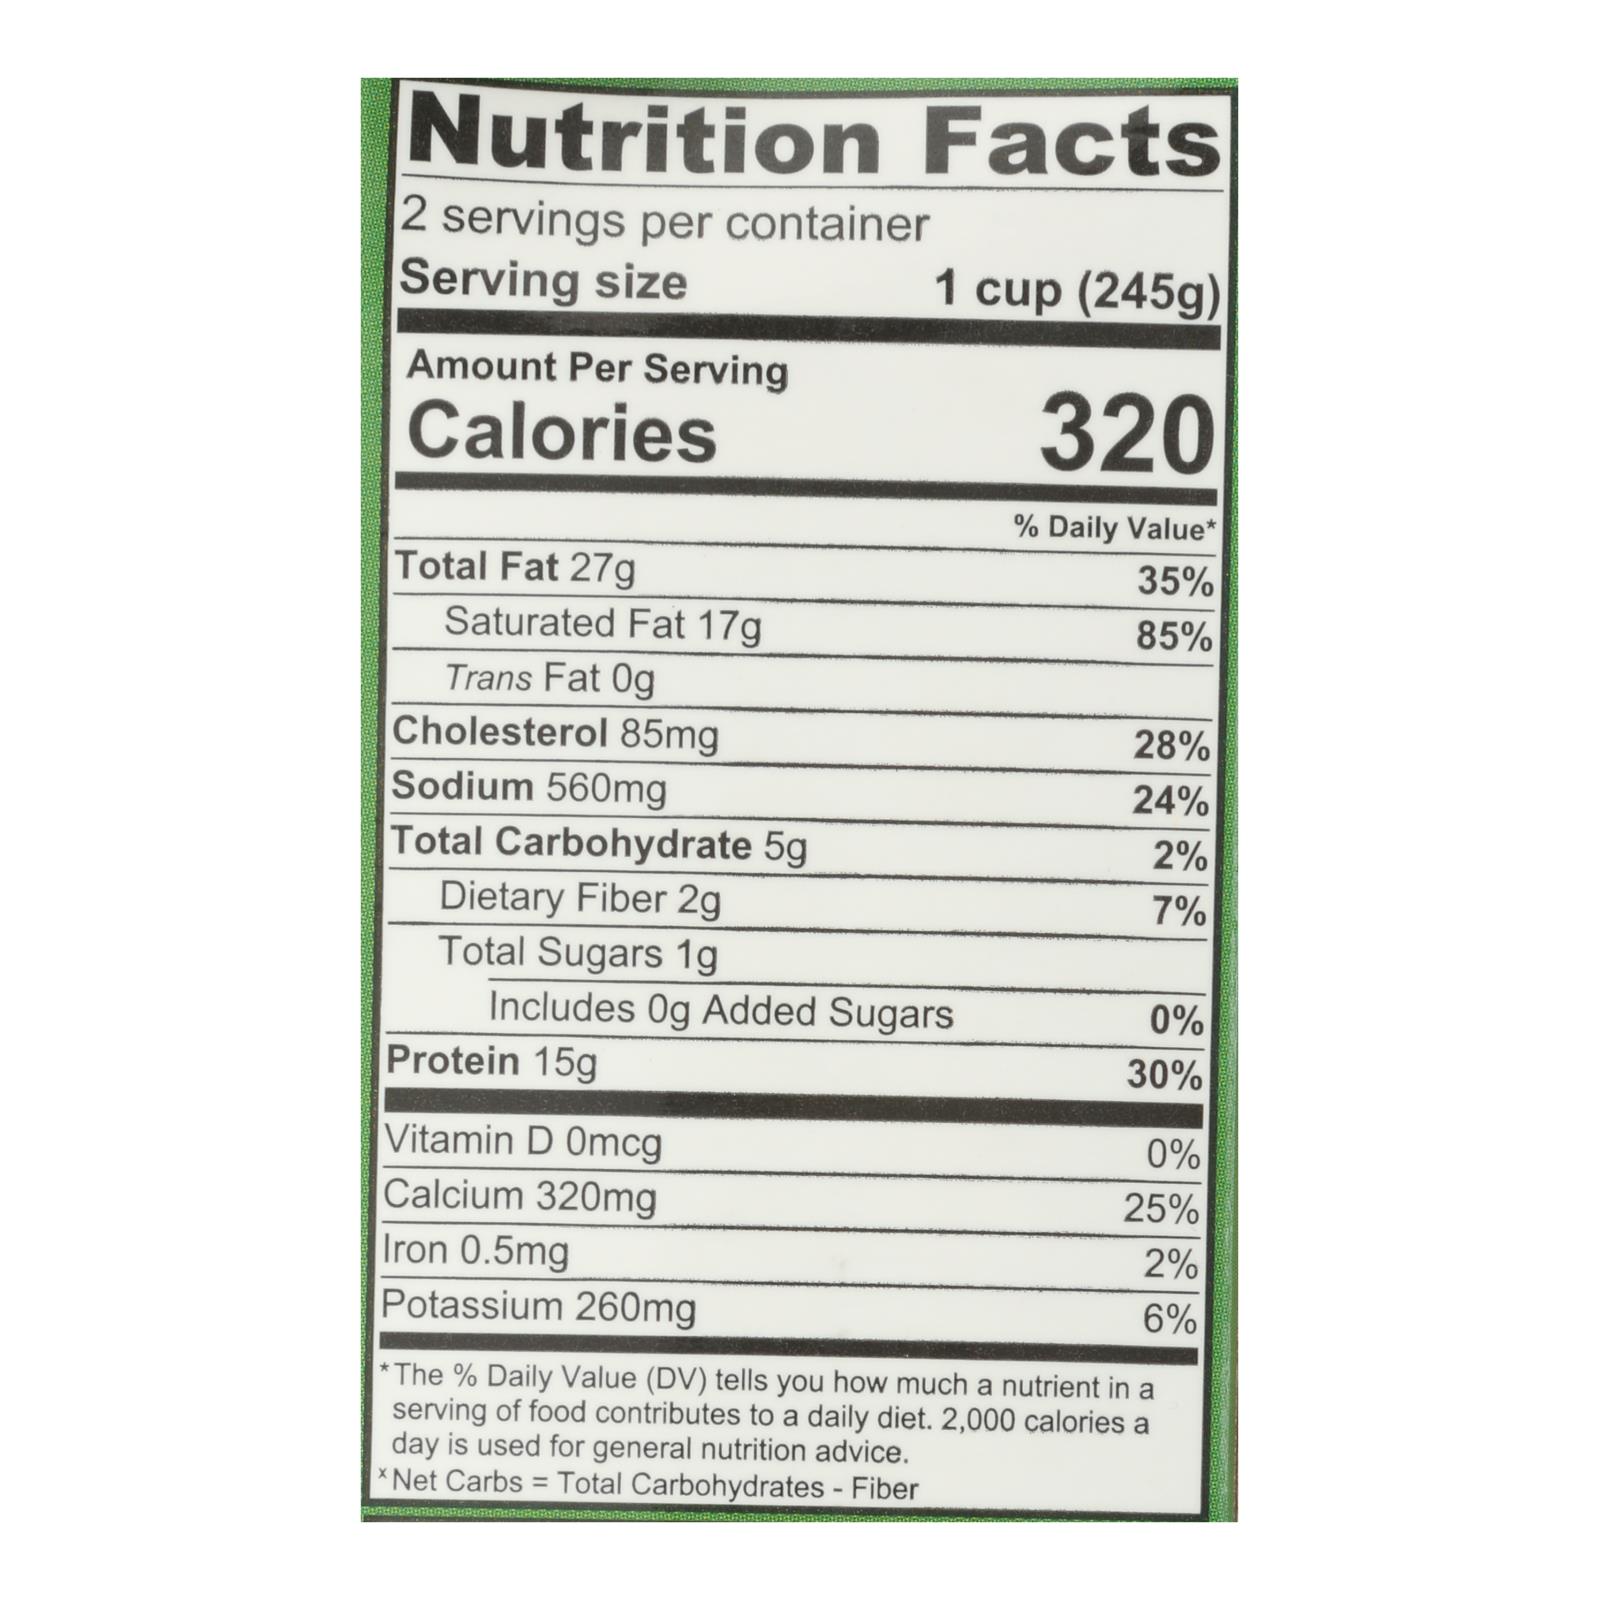 Nutrition Facts
2 servings per container
Serving size 1 cup (245g)
Amount Per Serving
Calories 320
% Daily Value*
Total Fat 27g 35%
Saturated Fat 17g 85%
Trans Fat 0g
Cholesterol 85mg 28%
Sodium 560mg 24%
Total Carbohydrate 5g 2%
Dietary Fiber 2g 7%
Total Sugars 1g
Includes 0g Added Sugars 0%
Protein 15g 30%
Vitamin D 0mcg 0%
Calcium 320mg 25%
Iron 0.5mg 2%
Potassium 260mg 6%
*The % Daily Value (DV) tells you how much a nutrient in a
serving of food contributes to a daily diet. 2,000 calories a
day is used for general nutrition advice.
ˣNet Carbs = Total Carbohydrates - Fiber